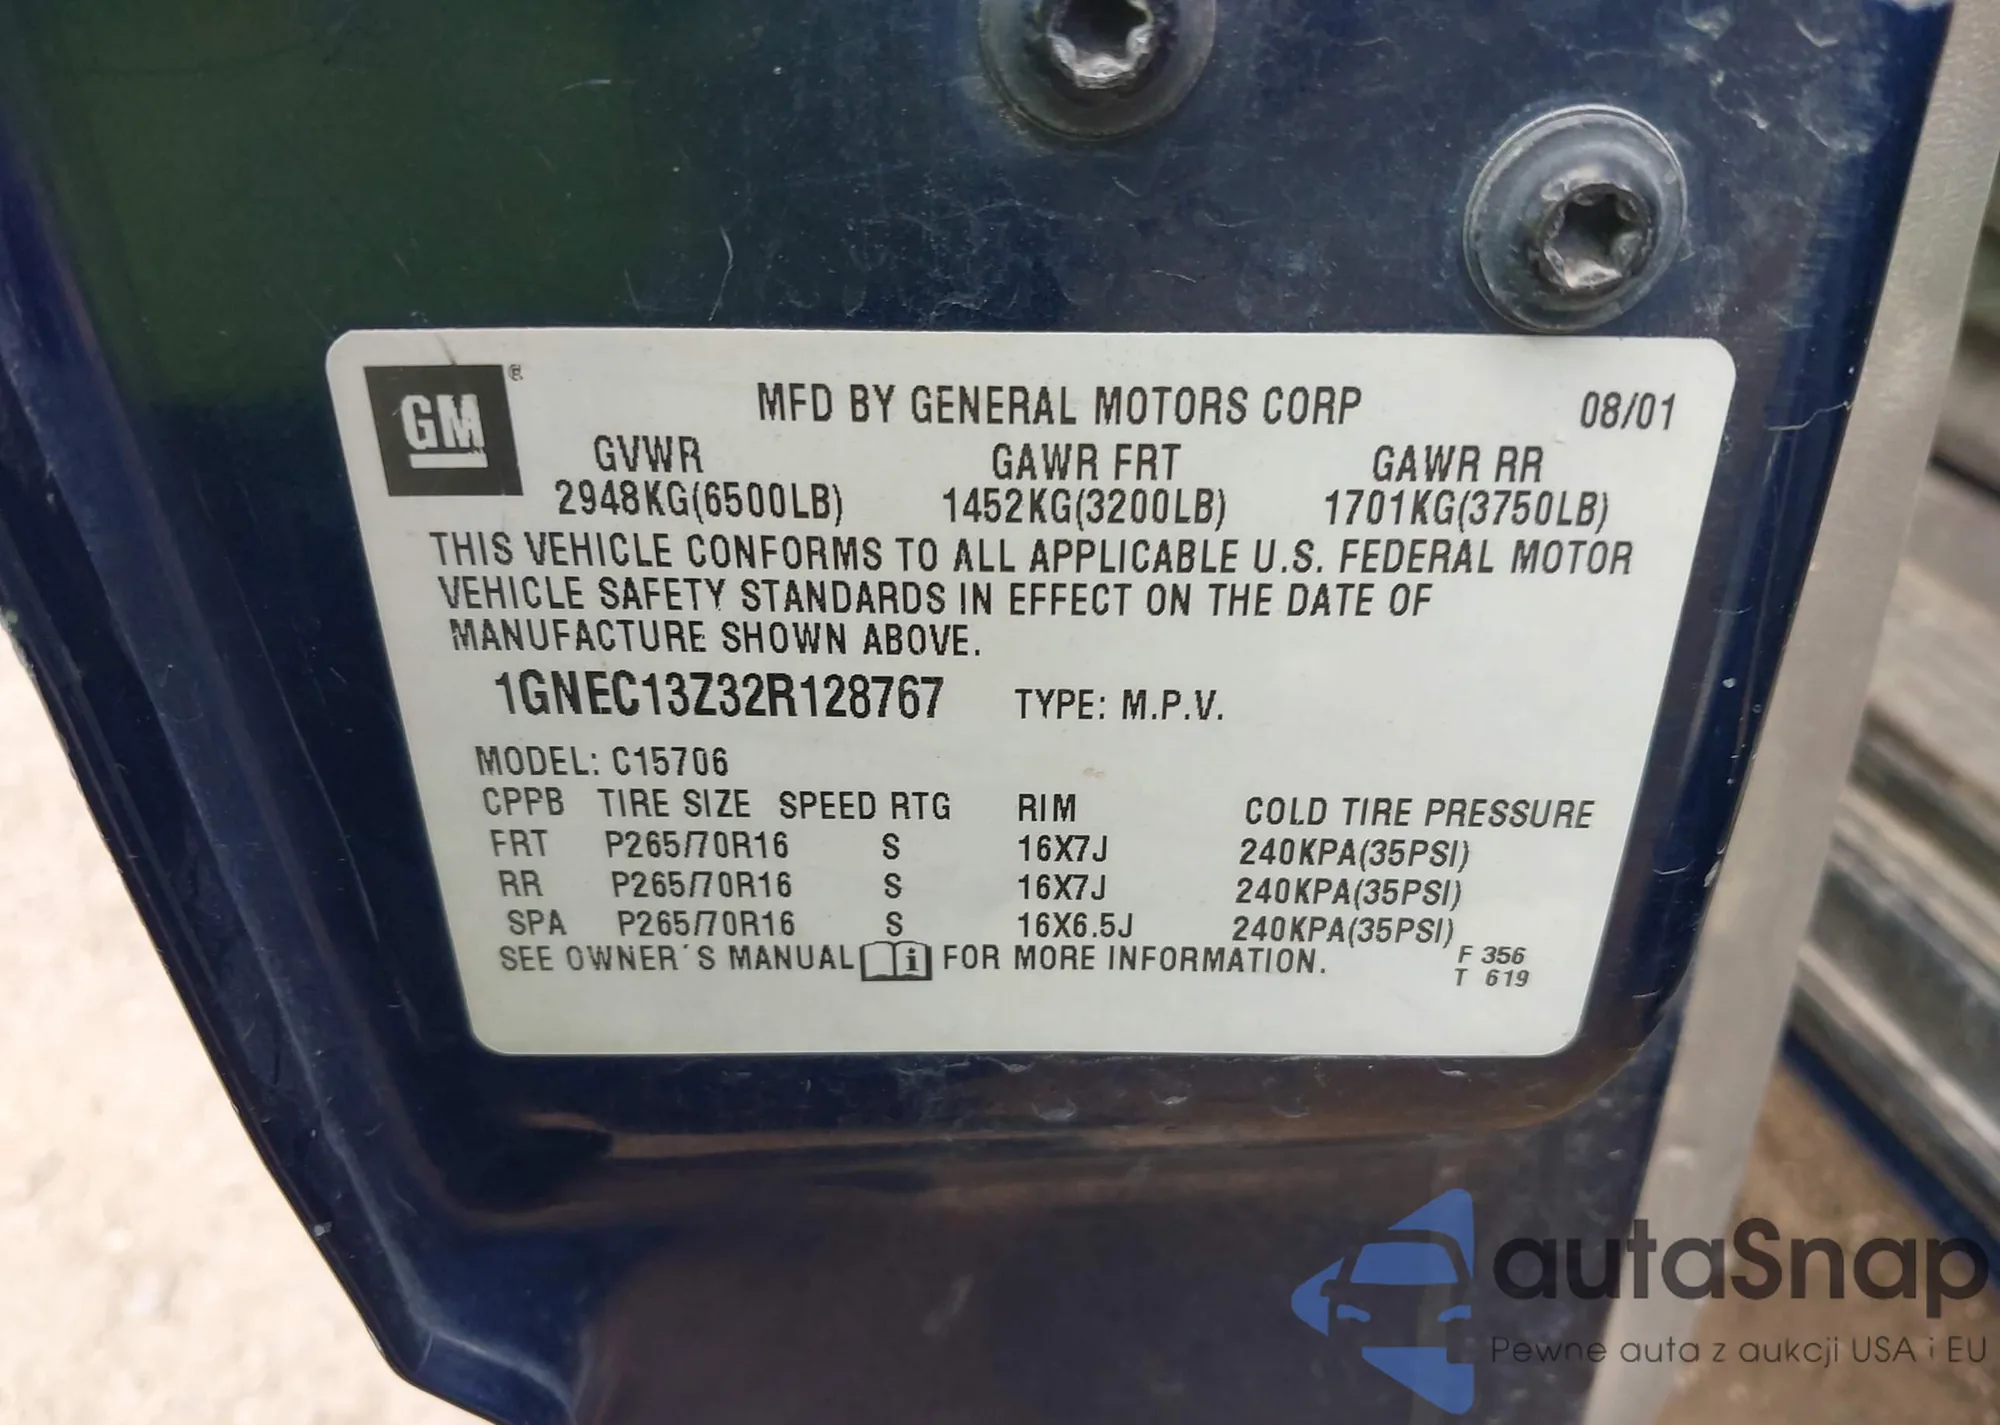 GM ®
MFD BY GENERAL MOTORS CORP 08/01
GVWR GAWR FRT GAWR RR
2948KG(6500LB) 1452KG(3200LB) 1701KG(3750LB)
THIS VEHICLE CONFORMS TO ALL APPLICABLE U.S. FEDERAL MOTOR
VEHICLE SAFETY STANDARDS IN EFFECT ON THE DATE OF
MANUFACTURE SHOWN ABOVE.
1GNEC13Z32R128767 TYPE: M.P.V.
MODEL: C15706
CPPB TIRE SIZE SPEED RTG RIM COLD TIRE PRESSURE
FRT P265/70R16 S 16X7J 240KPA(35PSI)
RR P265/70R16 S 16X7J 240KPA(35PSI)
SPA P265/70R16 S 16X6.5J 240KPA(35PSI)
SEE OWNER´S MANUAL i FOR MORE INFORMATION.
F 356
T 619
autaSnap
Pewne auta z aukcji USA i EU